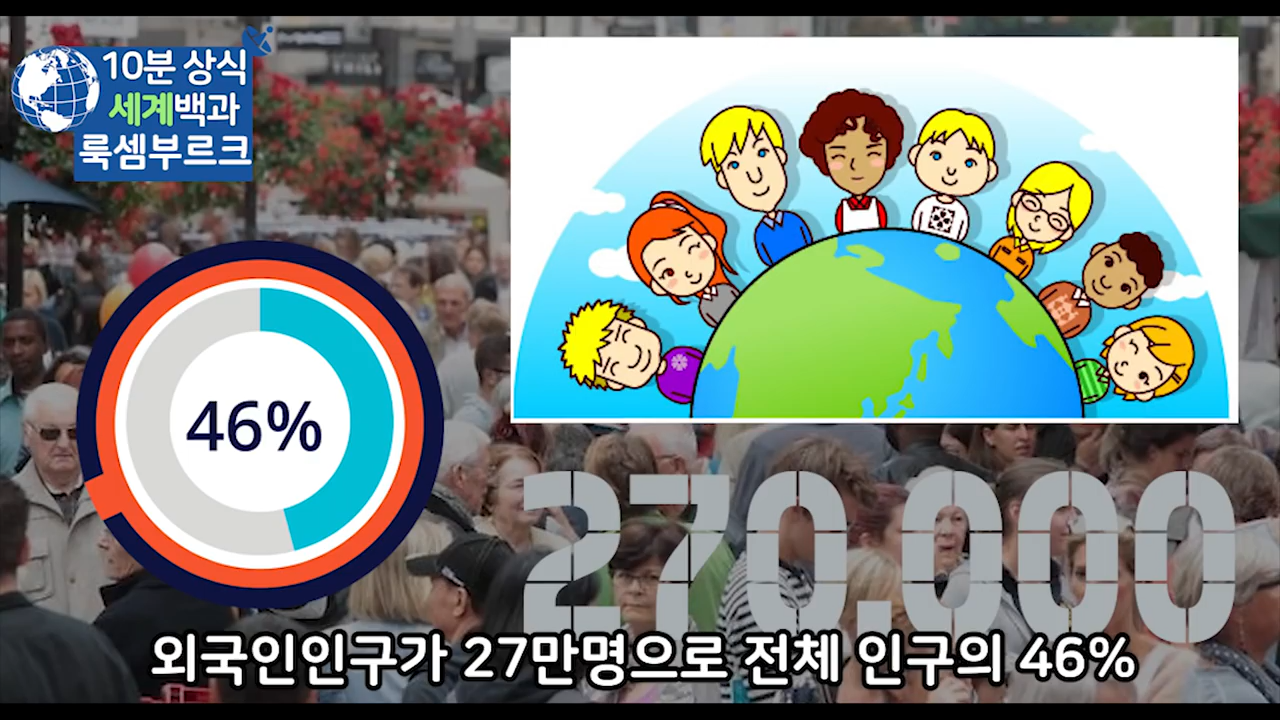 10분 상식
세계백과
룩셈부르크
46%
270.000
외국인인구가 27만명으로 전체 인구의 46%